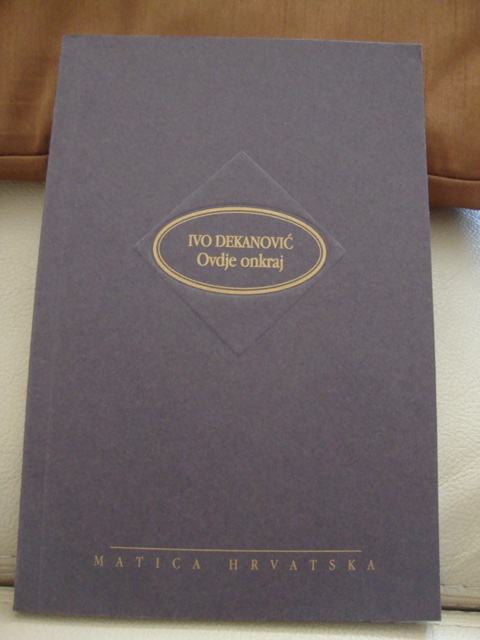 IVO DEKANOVIĆ
Ovdje onkraj
MATICA HRVATSKA